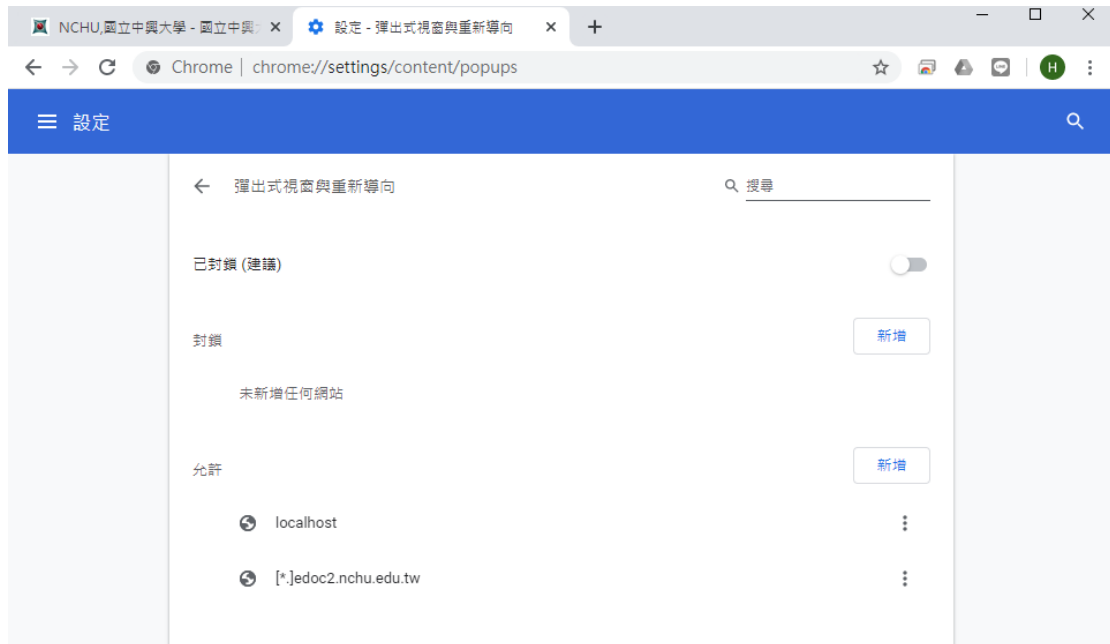 NCHU,國立中興大學 - 國立中興
設定 - 彈出式視窗與重新導向
Chrome | chrome://settings/content/popups
H
設定
彈出式視窗與重新導向
搜尋
已封鎖 (建議)
封鎖
新增
未新增任何網站
允許
新增
localhost
[*.]edoc2.nchu.edu.tw